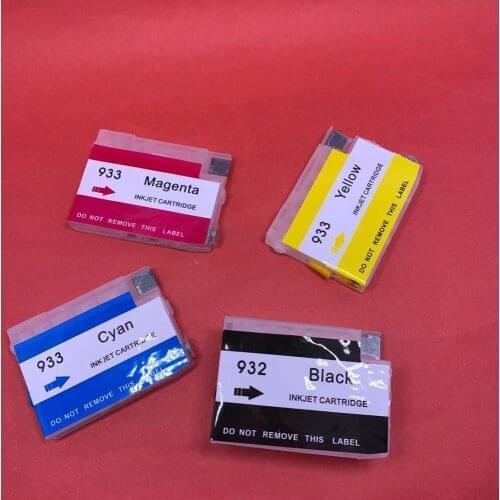 933
Magenta
INKJET CARTRIDGE
DO NOT REMOVE THIS LABEL
933
Yellow
INKJET CARTRIDGE
DO NOT REMOVE THIS LABEL
933
Cyan
INK INKJET CARTRIDGE
DO NOT REMOVE THIS LABEL
932
Black
INKJET CARTRIDGE
DO NOT REMOVE THIS LABEL